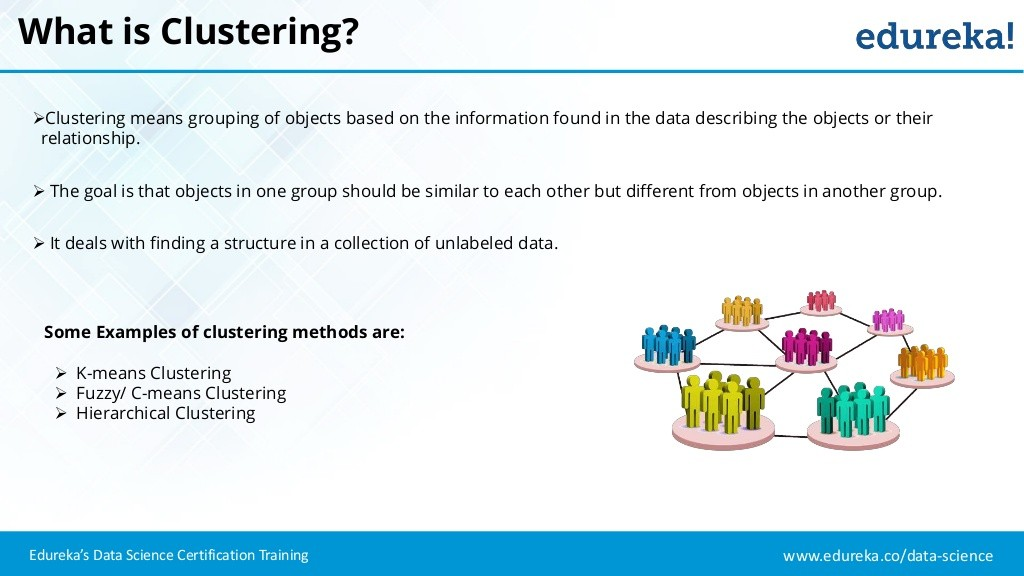 What is Clustering?
edureka!
➢Clustering means grouping of objects based on the information found in the data describing the objects or their
relationship.
➢ The goal is that objects in one group should be similar to each other but different from objects in another group.
➢ It deals with finding a structure in a collection of unlabeled data.
Some Examples of clustering methods are:
➢ K-means Clustering
➢ Fuzzy/ C-means Clustering
➢ Hierarchical Clustering
Edureka’s Data Science Certification Training
www.edureka.co/data-science